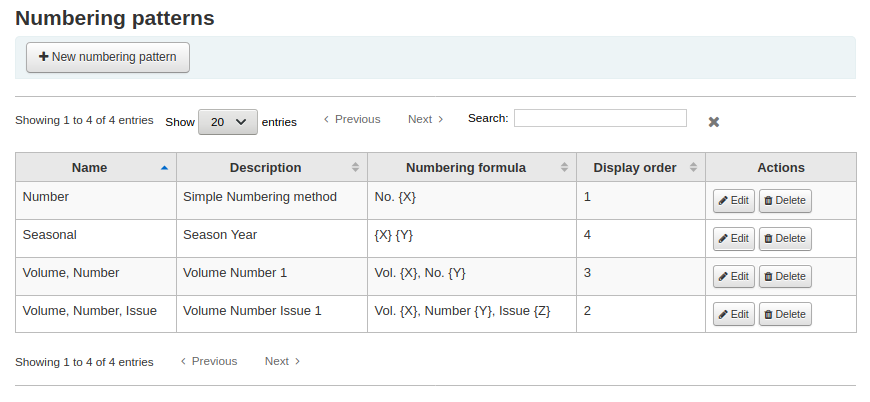 Numbering patterns
+ New numbering pattern
Showing 1 to 4 of 4 entries Show 20 entries Previous Next Search:
Name Description Numbering formula Display order Actions
Number Simple Numbering method No. {X} 1 Edit Delete
Seasonal Season Year {X} {Y} 4 Edit Delete
Volume, Number Volume Number 1 Vol. {X}, No. {Y} 3 Edit Delete
Volume, Number, Issue Volume Number Issue 1 Vol. {X}, Number {Y}, Issue {Z} 2 Edit Delete
Showing 1 to 4 of 4 entries Previous Next